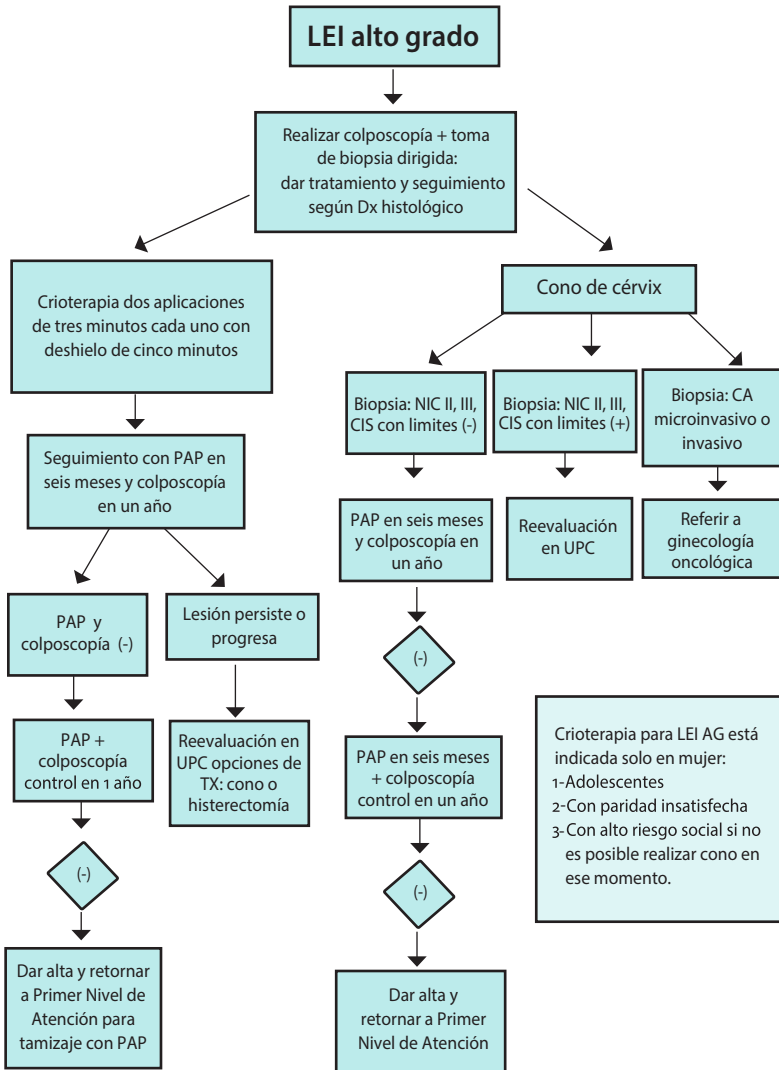 LEI alto grado
Realizar colposcopía + toma
de biopsia dirigida:
dar tratamiento y seguimiento
según Dx histológico
Crioterapia dos aplicaciones
de tres minutos cada uno con
deshielo de cinco minutos
Seguimiento con PAP en
seis meses y colposcopía
en un año
PAP y
colposcopía (-)
Lesión persiste o
progresa
PAP +
colposcopía
control en 1 año
Reevaluación en
UPC opciones de
TX: cono o
histerectomía
(-)
Dar alta y retornar
a Primer Nivel de
Atención para
tamizaje con PAP
Cono de cérvix
Biopsia: NIC II, III,
CIS con limites (-)
Biopsia: NIC II, III,
CIS con limites (+)
Biopsia: CA
microinvasivo o
invasivo
PAP en seis meses
y colposcopía en
un año
Reevaluación
en UPC
Referir a
ginecología
oncológica
(-)
PAP en seis meses
+ colposcopía
control en un año
(-)
Dar alta y
retornar a Primer
Nivel de Atención
Crioterapia para LEI AG está
indicada solo en mujer:
1-Adolescentes
2-Con paridad insatisfecha
3-Con alto riesgo social si no
es posible realizar cono en
ese momento.